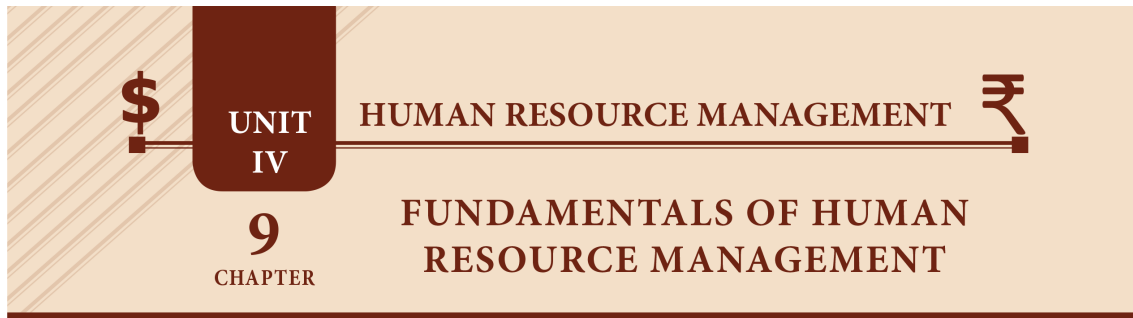 $
UNIT
IV
HUMAN RESOURCE MANAGEMENT
₹
9
CHAPTER
FUNDAMENTALS OF HUMAN
RESOURCE MANAGEMENT